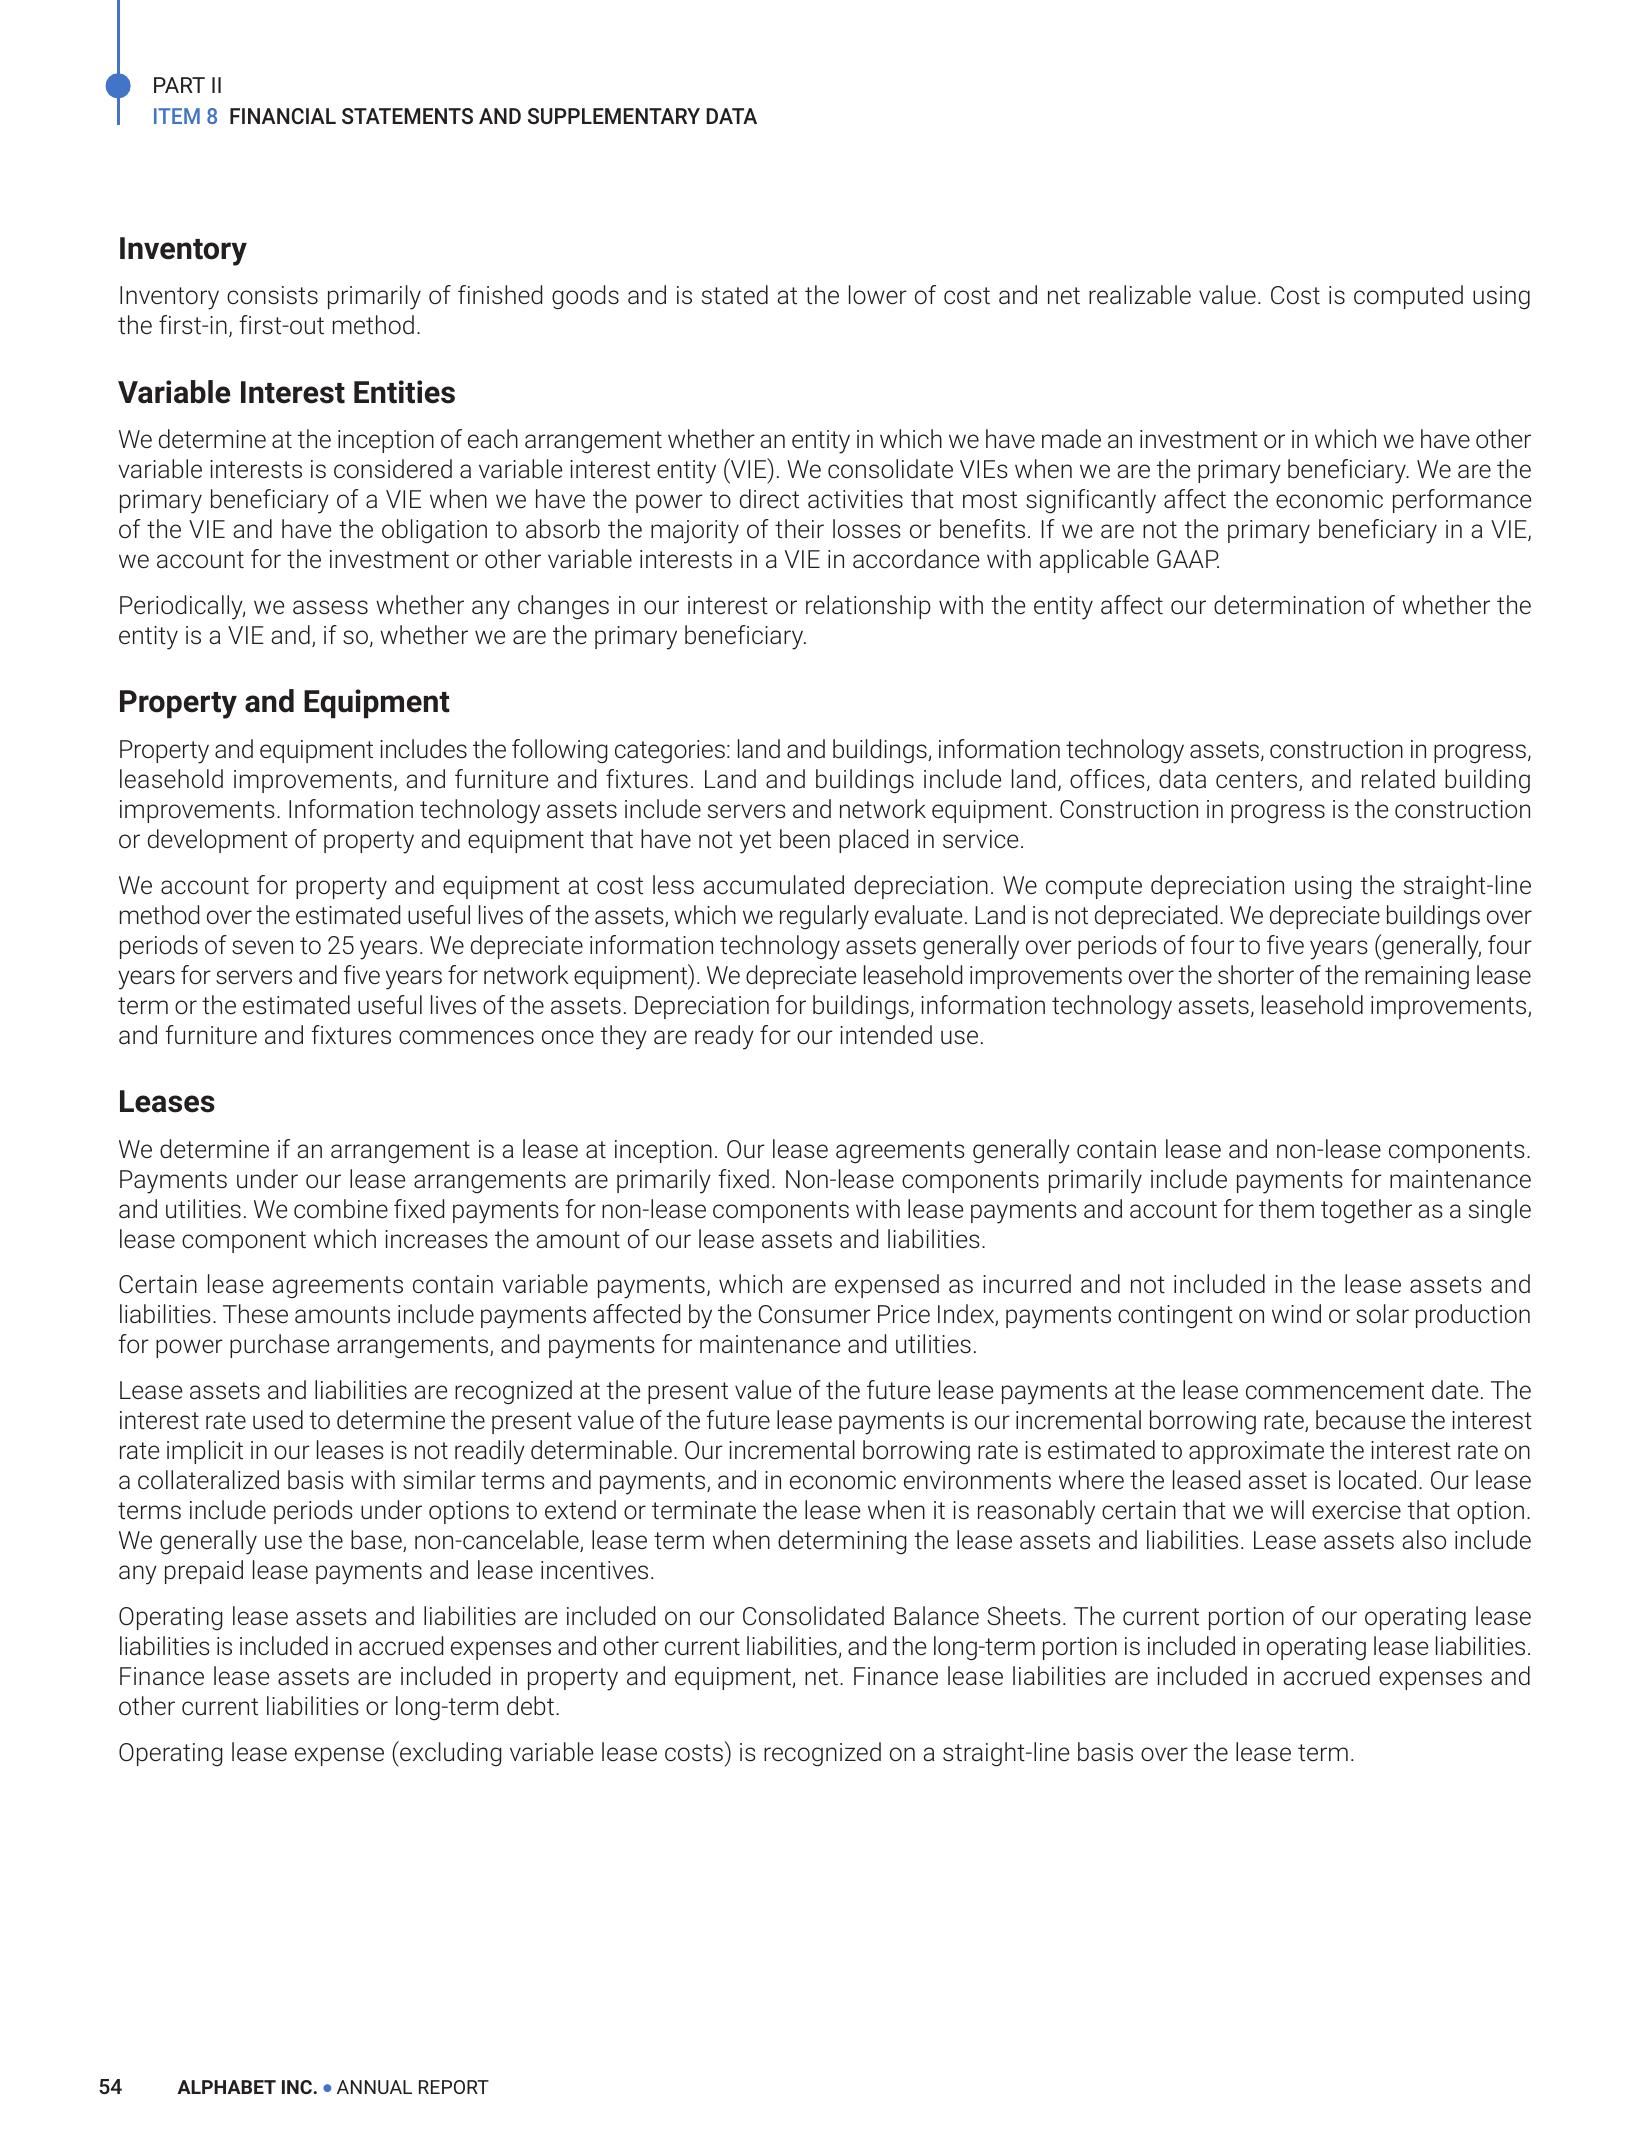 PART II
ITEM 8 FINANCIAL STATEMENTS AND SUPPLEMENTARY DATA
Inventory
Inventory consists primarily of finished goods and is stated at the lower of cost and net realizable value. Cost is computed using
the first-in, first-out method.
Variable Interest Entities
We determine at the inception of each arrangement whether an entity in which we have made an investment or in which we have other
variable interests is considered a variable interest entity (VIE). We consolidate VIEs when we are the primary beneficiary. We are the
primary beneficiary of a VIE when we have the power to direct activities that most significantly affect the economic performance
of the VIE and have the obligation to absorb the majority of their losses or benefits. If we are not the primary beneficiary in a VIE,
we account for the investment or other variable interests in a VIE in accordance with applicable GAAP.
Periodically, we assess whether any changes in our interest or relationship with the entity affect our determination of whether the
entity is a VIE and, if so, whether we are the primary beneficiary.
Property and Equipment
Property and equipment includes the following categories: land and buildings, information technology assets, construction in progress,
leasehold improvements, and furniture and fixtures. Land and buildings include land, offices, data centers, and related building
improvements. Information technology assets include servers and network equipment. Construction in progress is the construction
or development of property and equipment that have not yet been placed in service.
We account for property and equipment at cost less accumulated depreciation. We compute depreciation using the straight-line
method over the estimated useful lives of the assets, which we regularly evaluate. Land is not depreciated. We depreciate buildings over
periods of seven to 25 years. We depreciate information technology assets generally over periods of four to five years (generally, four
years for servers and five years for network equipment). We depreciate leasehold improvements over the shorter of the remaining lease
term or the estimated useful lives of the assets. Depreciation for buildings, information technology assets, leasehold improvements,
and furniture and fixtures commences once they are ready for our intended use.
Leases
We determine if an arrangement is a lease at inception. Our lease agreements generally contain lease and non-lease components.
Payments under our lease arrangements are primarily fixed. Non-lease components primarily include payments for maintenance
and utilities. We combine fixed payments for non-lease components with lease payments and account for them together as a single
lease component which increases the amount of our lease assets and liabilities.
Certain lease agreements contain variable payments, which are expensed as incurred and not included in the lease assets and
liabilities. These amounts include payments affected by the Consumer Price Index, payments contingent on wind or solar production
for power purchase arrangements, and payments for maintenance and utilities.
Lease assets and liabilities are recognized at the present value of the future lease payments at the lease commencement date. The
interest rate used to determine the present value of the future lease payments is our incremental borrowing rate, because the interest
rate implicit in our leases is not readily determinable. Our incremental borrowing rate is estimated to approximate the interest rate on
a collateralized basis with similar terms and payments, and in economic environments where the leased asset is located. Our lease
terms include periods under options to extend or terminate the lease when it is reasonably certain that we will exercise that option.
We generally use the base, non-cancelable, lease term when determining the lease assets and liabilities. Lease assets also include
any prepaid lease payments and lease incentives.
Operating lease assets and liabilities are included on our Consolidated Balance Sheets. The current portion of our operating lease
liabilities is included in accrued expenses and other current liabilities, and the long-term portion is included in operating lease liabilities.
Finance lease assets are included in property and equipment, net. Finance lease liabilities are included in accrued expenses and
other current liabilities or long-term debt.
Operating lease expense (excluding variable lease costs) is recognized on a straight-line basis over the lease term.
54 ALPHABET INC. • ANNUAL REPORT